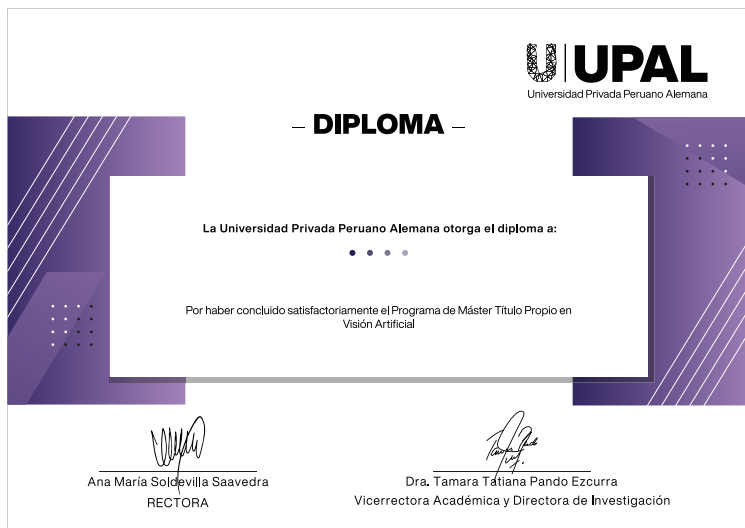 UPAL
Universidad Privada Peruano Alemana
– DIPLOMA –
La Universidad Privada Peruano Alemana otorga el diploma a:
Por haber concluido satisfactoriamente el Programa de Máster Título Propio en
Visión Artificial
Ana María Soldevilla Saavedra
RECTORA
Dra. Tamara Tatiana Pando Ezcurra
Vicerrectora Académica y Directora de Investigación